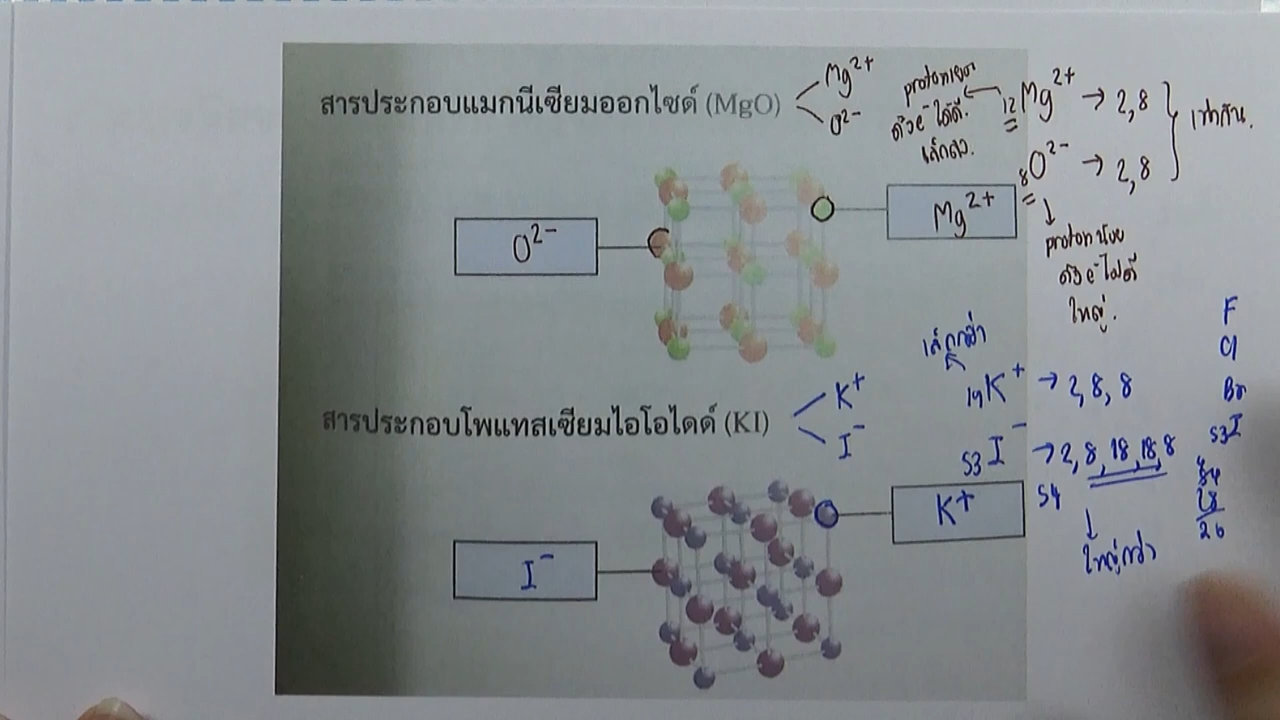 สารประกอบแมกนีเซียมออกไซด์ (MgO)
Mg²⁺
O²⁻
proton เยอะ
ดึงดูด e⁻ ได้ดี.
เล็กลง.
₁₂Mg²⁺ → 2,8
₈O²⁻ → 2,8
เท่ากัน.
O²⁻
Mg²⁺
proton น้อย
ดึง e⁻ ไม่ดี
ใหญ่.
สารประกอบโพแทสเซียมไอโอไดด์ (KI)
K⁺
I⁻
เล็กกว่า
₁₉K⁺ → 2,8,8
53 I⁻ → 2,8,18,18,8
54
ใหญ่กว่า
F
Cl
Br
53I
28
26
I⁻
K⁺